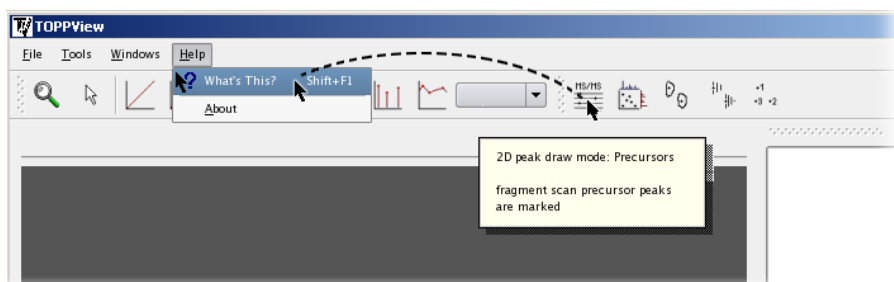 TOPPView
File Tools Windows Help
What's This? Shift+F1
About
MS/MS
+1
+3 +2
2D peak draw mode: Precursors
fragment scan precursor peaks
are marked